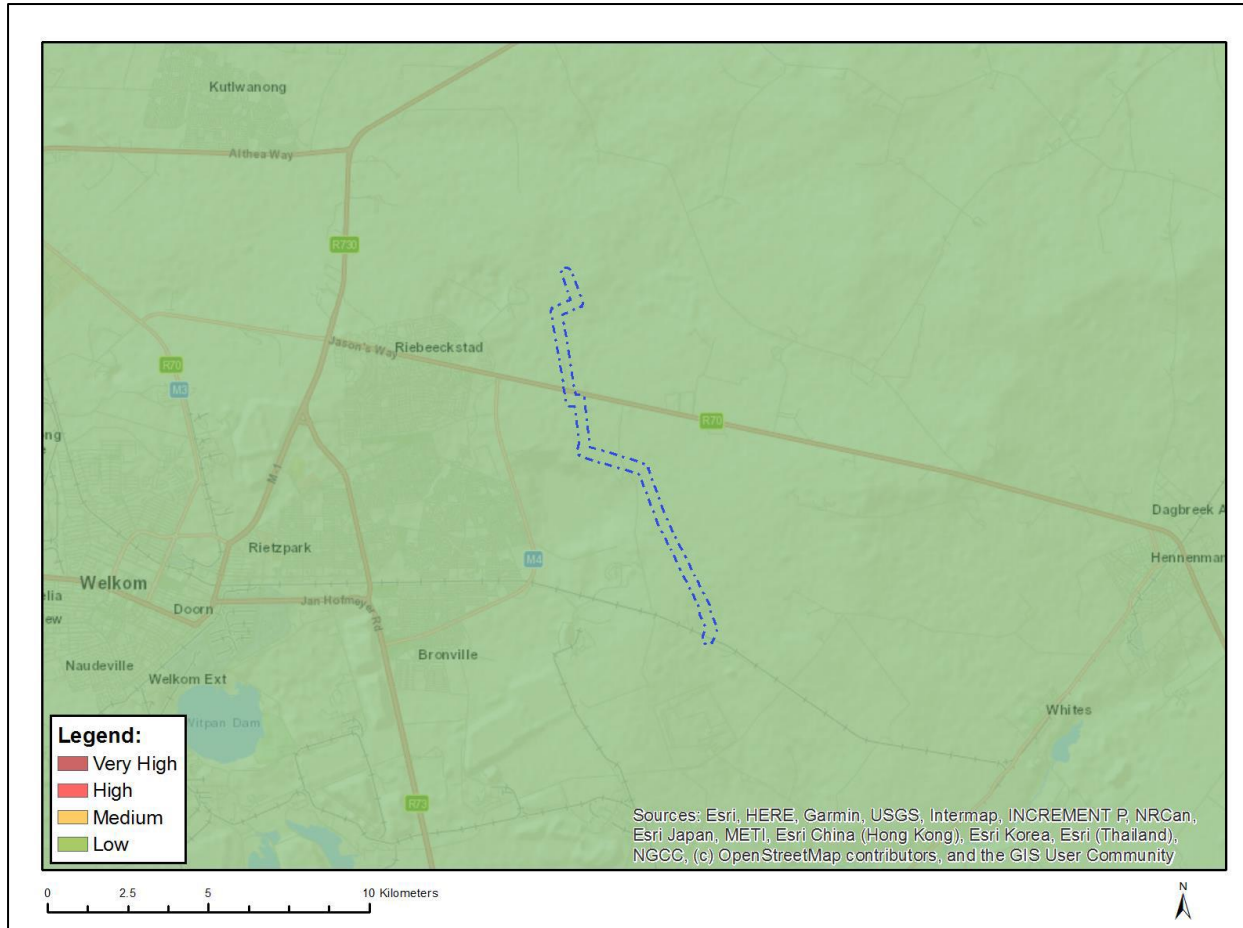 Kutlwanong
Althea Way
R730
Jason's Way
Riebeeckstad
R70
M3
R70
ng
M 1
Dagbreek A
Hennenmar
Rietzpark
M4
Welkom
elia
ew
Doorn
Jan Hofmeyr Rd
Naudeville
Bronville
Welkom Ext
Whites
Witpan Dam
R73
Legend:
Very High
High
Medium
Low
Sources: Esri, HERE, Garmin, USGS, Intermap, INCREMENT P, NRCan,
Esri Japan, METI, Esri China (Hong Kong), Esri Korea, Esri (Thailand),
NGCC, (c) OpenStreetMap contributors, and the GIS User Community
0 2.5 5 10 Kilometers
N